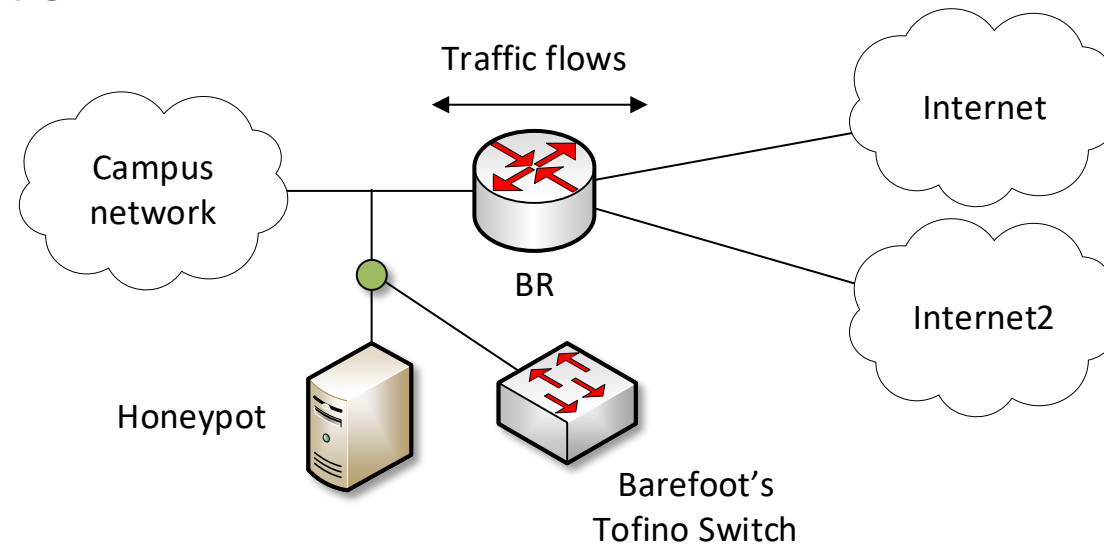 Traffic flows
Internet
Campus
network
BR
Internet2
Honeypot
Barefoot’s
Tofino Switch